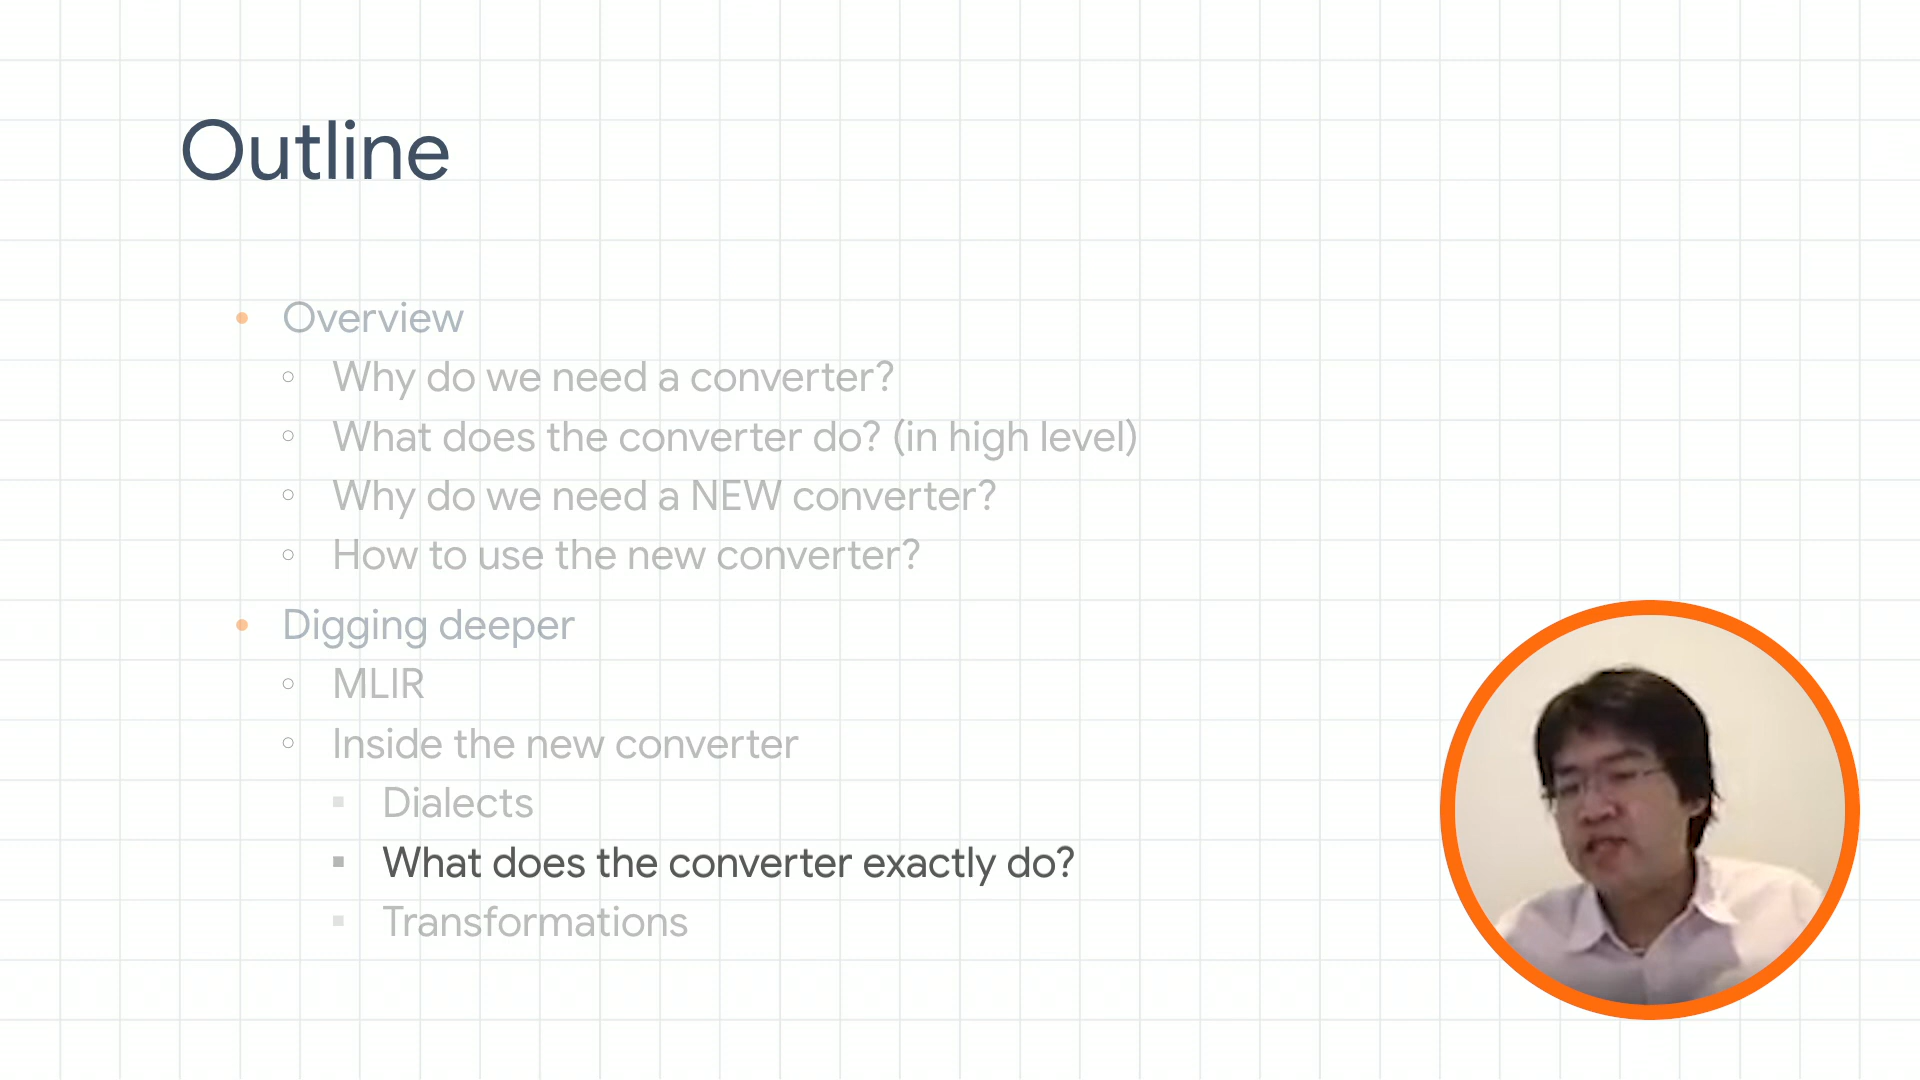 Outline
Overview
Why do we need a converter?
What does the converter do? (in high level)
Why do we need a NEW converter?
How to use the new converter?
Digging deeper
MLIR
Inside the new converter
Dialects
What does the converter exactly do?
Transformations